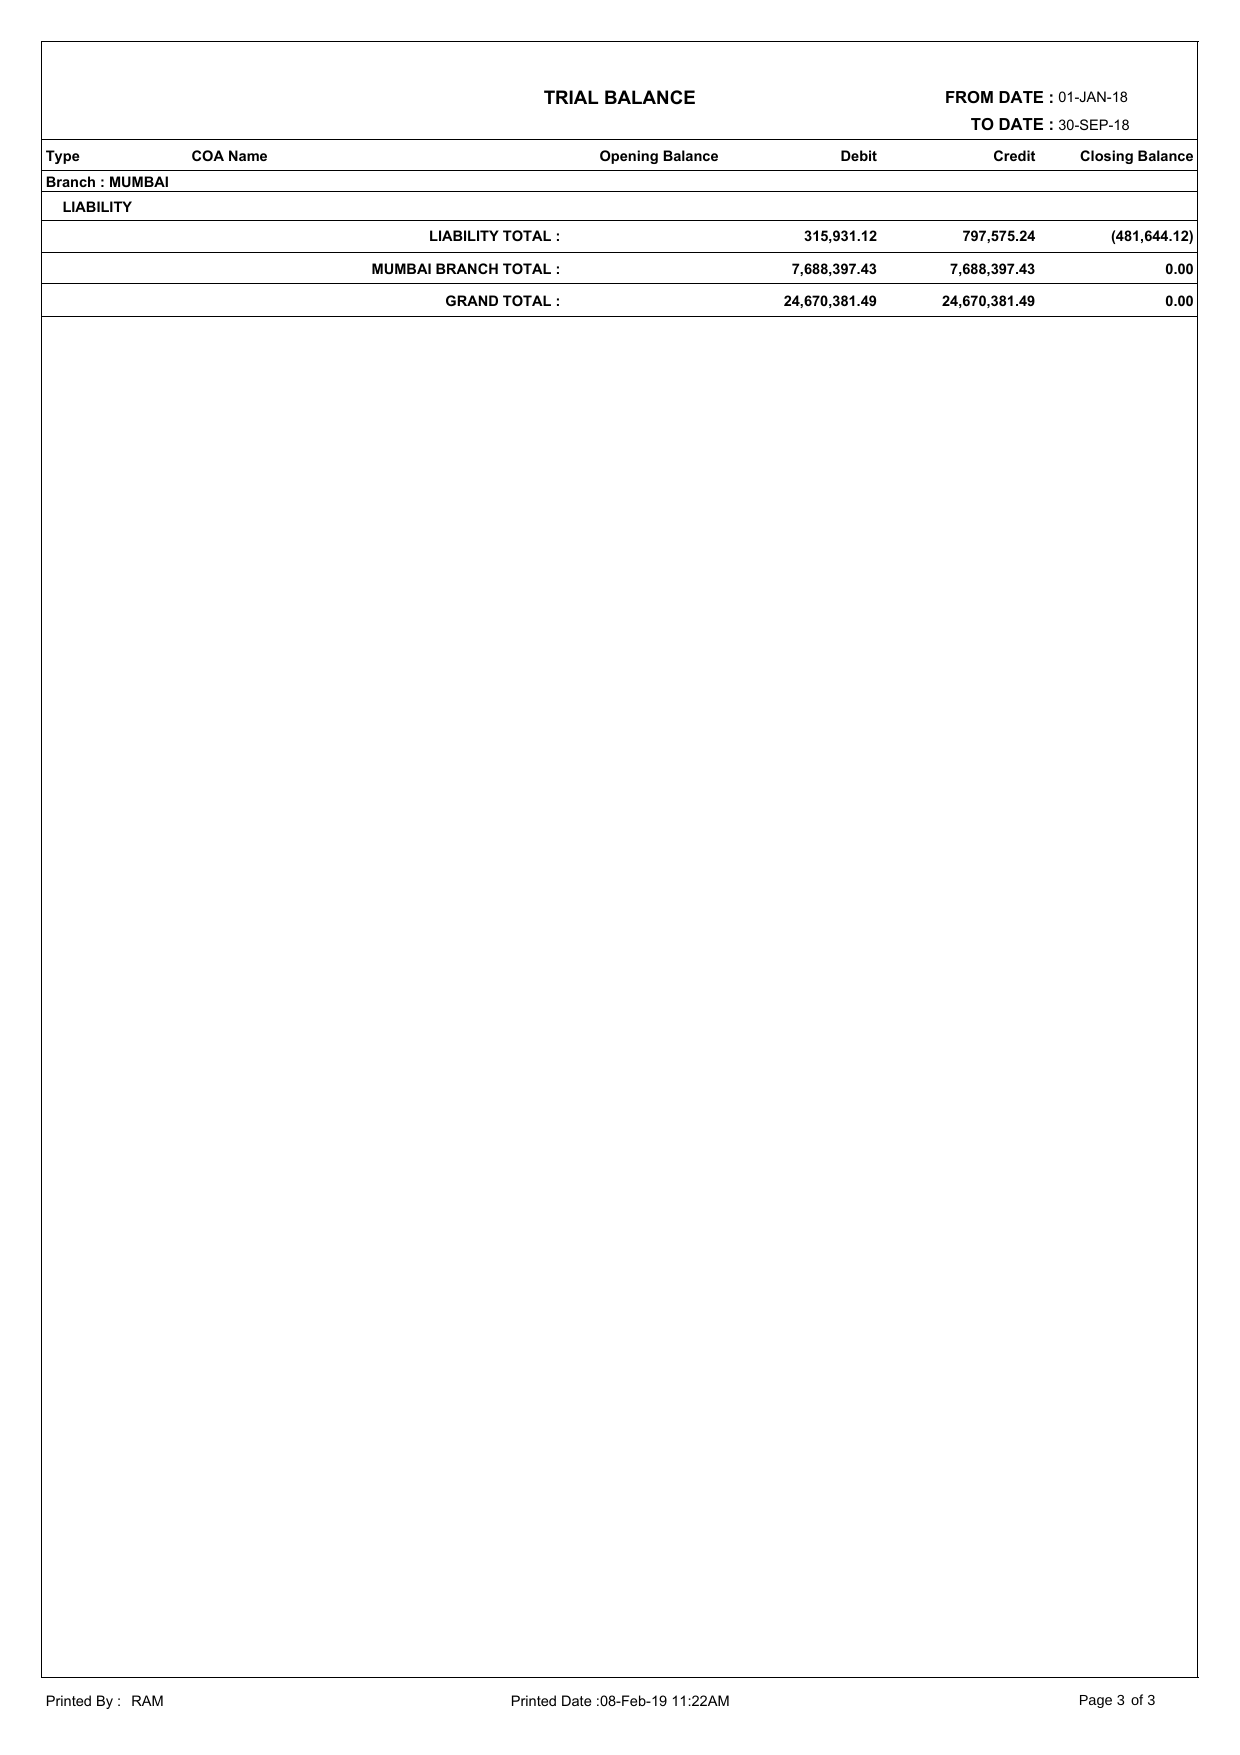 TRIAL BALANCE
FROM DATE : 01-JAN-18
TO DATE : 30-SEP-18
Type COA Name Opening Balance Debit Credit Closing Balance
Branch : MUMBAI
LIABILITY
LIABILITY TOTAL : 315,931.12 797,575.24 (481,644.12)
MUMBAI BRANCH TOTAL : 7,688,397.43 7,688,397.43 0.00
GRAND TOTAL : 24,670,381.49 24,670,381.49 0.00
Printed By : RAM Printed Date :08-Feb-19 11:22AM Page 3 of 3